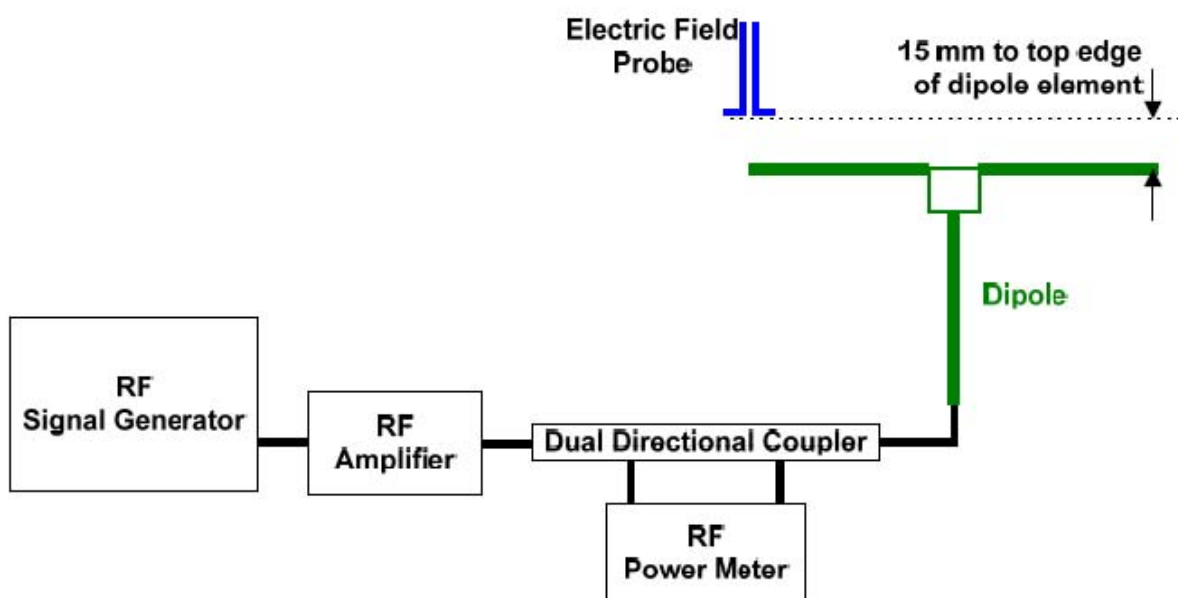 Electric Field
Probe
15 mm to top edge
of dipole element
Dipole
RF
Signal Generator
RF
Amplifier
Dual Directional Coupler
RF
Power Meter